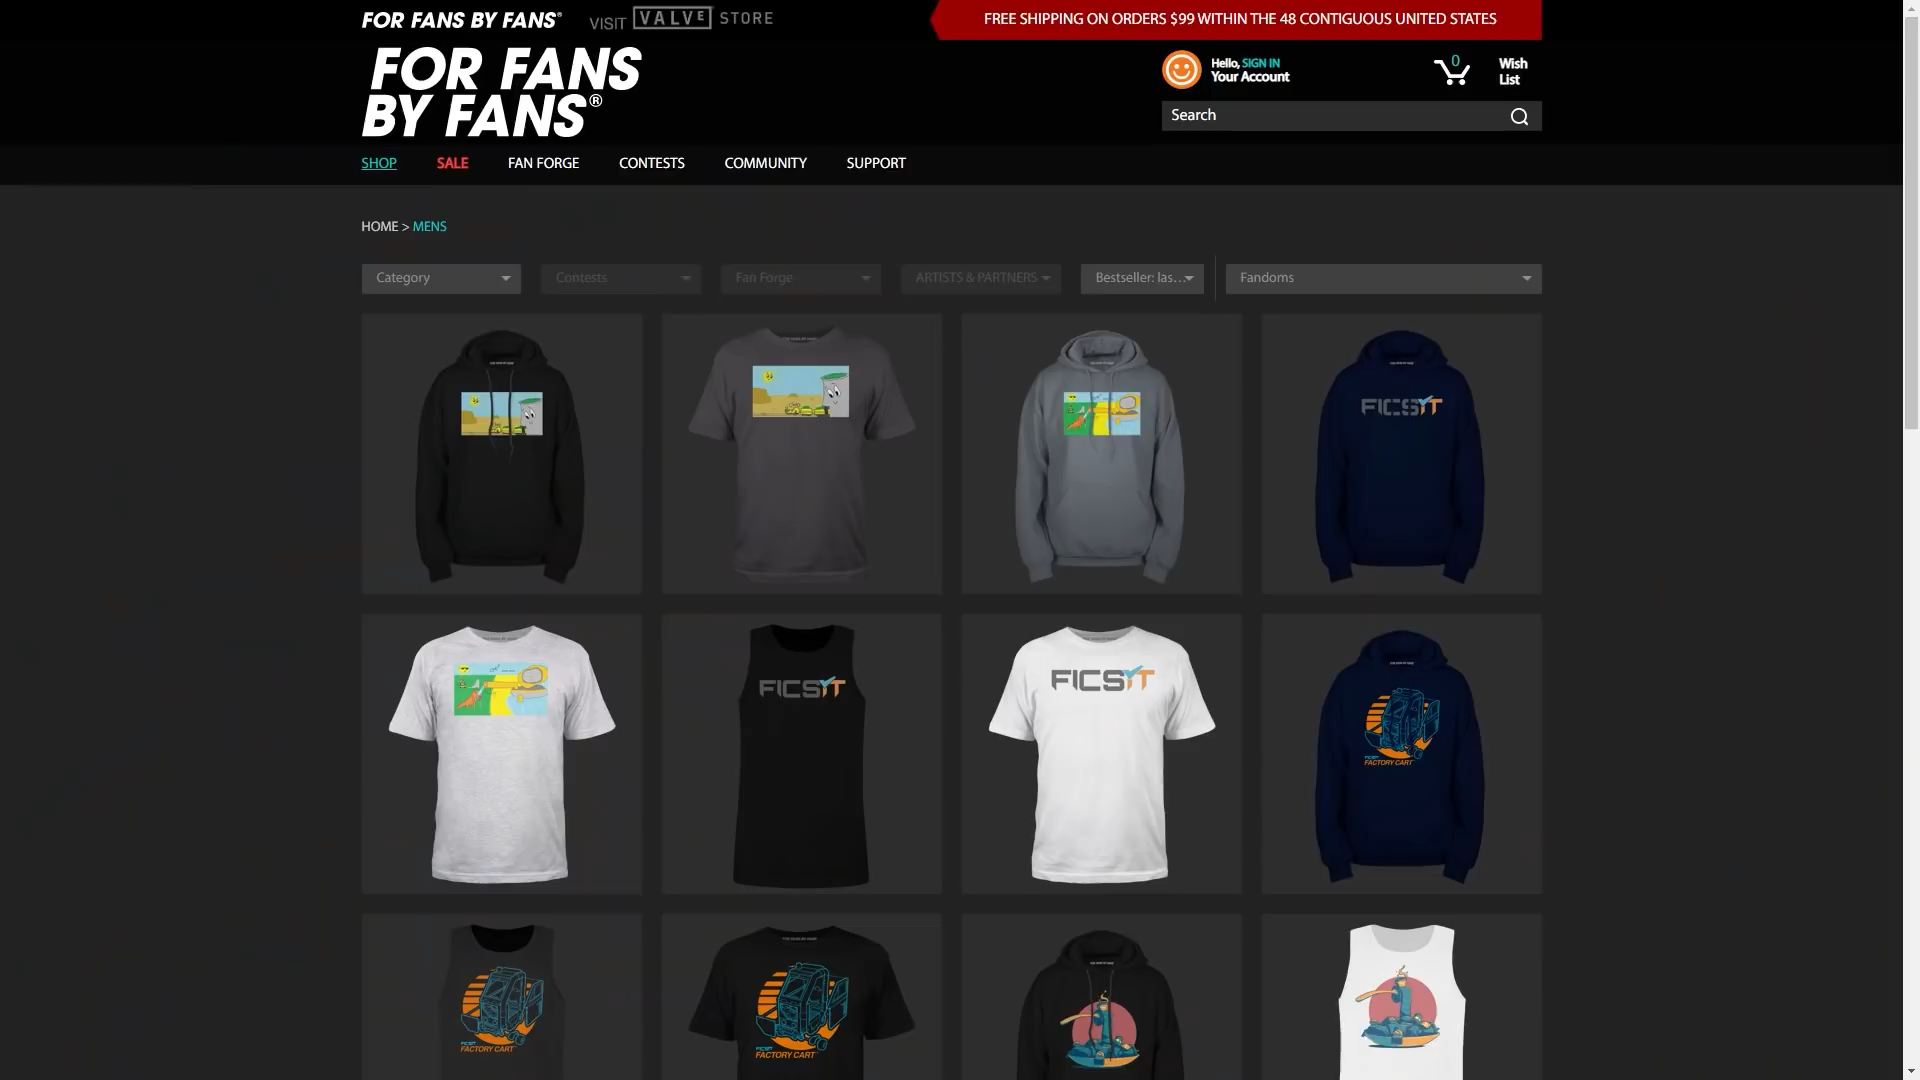 FOR FANS BY FANS®
VISIT VALVE STORE
FREE SHIPPING ON ORDERS $99 WITHIN THE 48 CONTIGUOUS UNITED STATES
FOR FANS
BY FANS®
Hello, SIGN IN
Your Account
0
Wish
List
Search
SHOP
SALE
FAN FORGE
CONTESTS
COMMUNITY
SUPPORT
HOME > MENS
Category
Contests
Fan Forge
ARTISTS & PARTNERS
Bestseller: las...
Fandoms
FICSIT
FICSIT
FICSIT
FICSIT
FACTORY CART
FICSIT
FACTORY CART
FICSIT
FACTORY CART